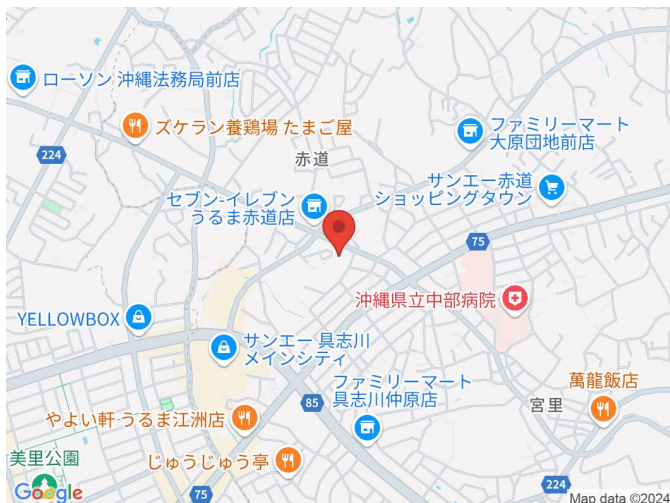 ローソン 沖縄法務局前店
ズケラン養鶏場 たまご屋
ファミリーマート
大原団地前店
224
赤道
サンエー赤道
ショッピングタウン
セブン-イレブン
うるま赤道店
75
沖縄県立中部病院
YELLOWBOX
サンエー 具志川
メインシティ
ファミリーマート
具志川仲原店
萬龍飯店
85
宮里
やよい軒 うるま江洲店
じゅうじゅう亭
美里公園
Google
75
224
Map data ©2024